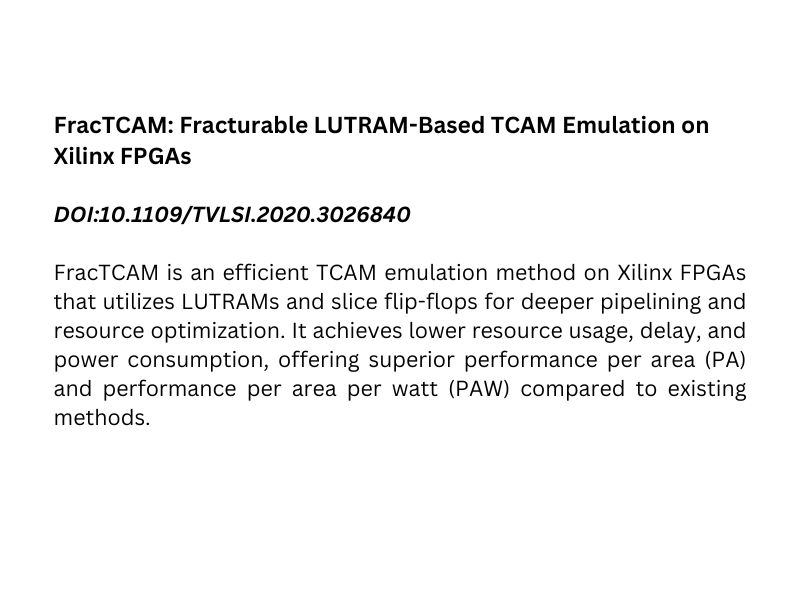 FracTCAM: Fracturable LUTRAM-Based TCAM Emulation on
Xilinx FPGAs
DOI:10.1109/TVLSI.2020.3026840
FracTCAM is an efficient TCAM emulation method on Xilinx FPGAs
that utilizes LUTRAMs and slice flip-flops for deeper pipelining and
resource optimization. It achieves lower resource usage, delay, and
power consumption, offering superior performance per area (PA)
and performance per area per watt (PAW) compared to existing
methods.